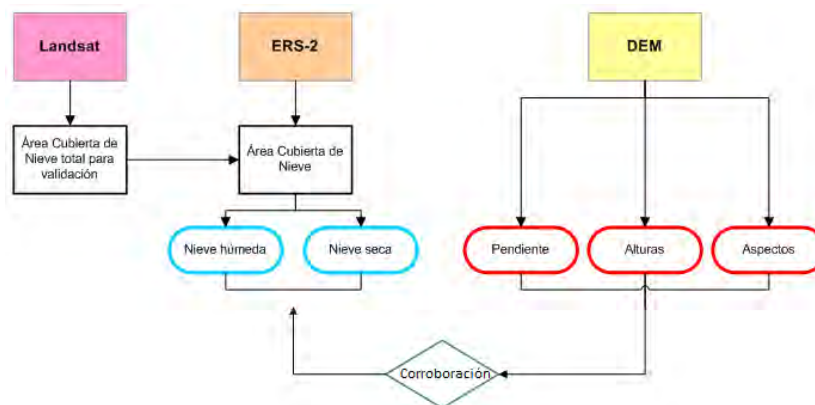 Landsat
ERS-2
DEM
Área Cubierta de
Nieve total para
validación
Área Cubierta de
Nieve
Nieve húmeda
Nieve seca
Pendiente
Alturas
Aspectos
Corroboración